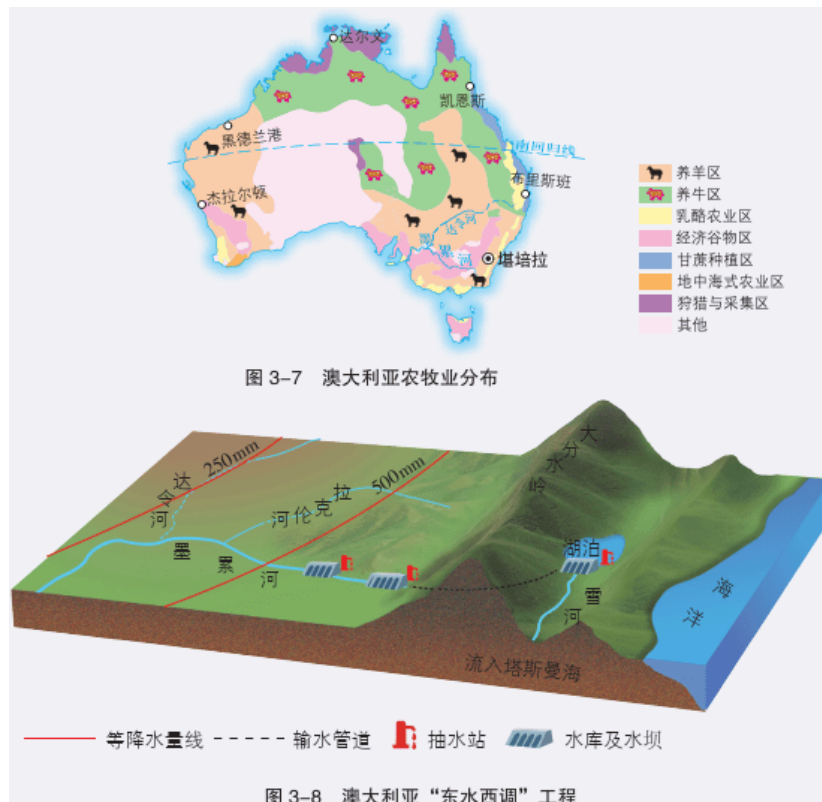 达尔文
凯恩斯
黑德兰港
南回归线
杰拉尔顿
布里斯班
达令河
墨累河
堪培拉
养羊区
养牛区
乳酪农业区
经济谷物区
甘蔗种植区
地中海式农业区
狩猎与采集区
其他
图 3-7 澳大利亚农牧业分布
大分水岭
250mm
500mm
达令河
拉克伦河
墨累河
湖泊
雪河
海洋
流入塔斯曼海
等降水量线
输水管道
抽水站
水库及水坝
图 3-8 澳大利亚“东水西调”工程